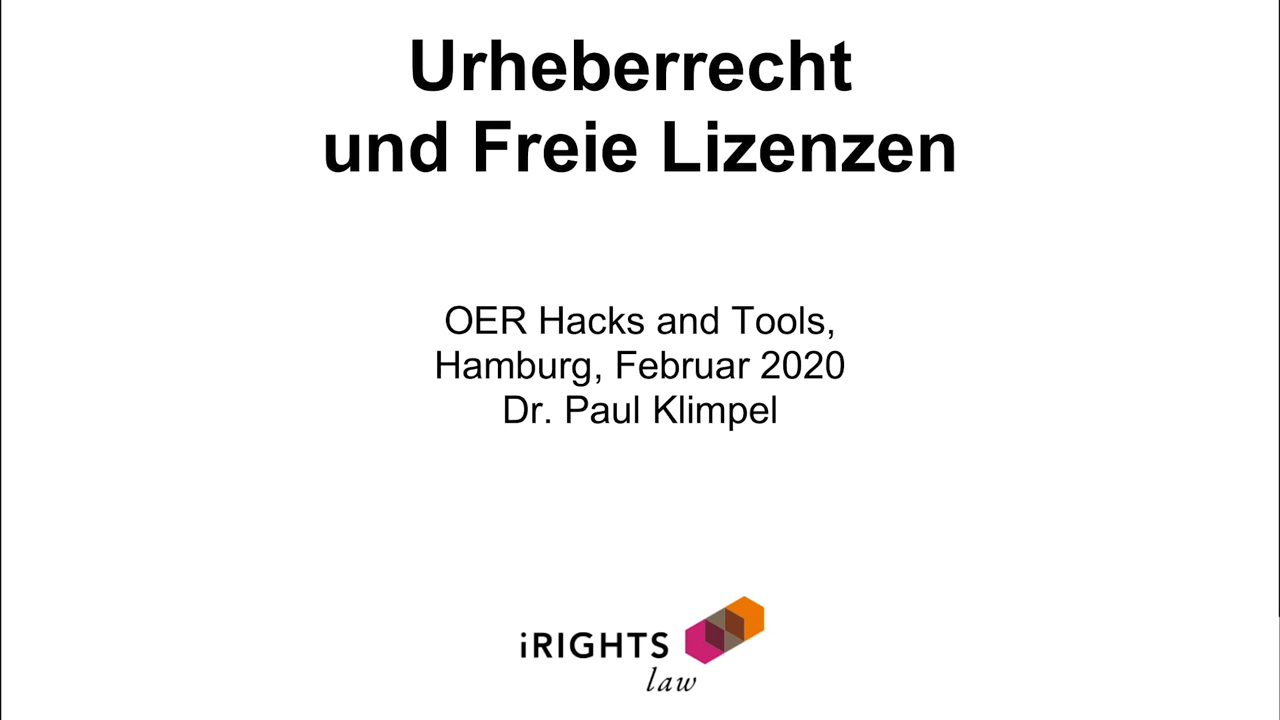 Urheberrecht
und Freie Lizenzen
OER Hacks and Tools,
Hamburg, Februar 2020
Dr. Paul Klimpel
iRIGHTS
law